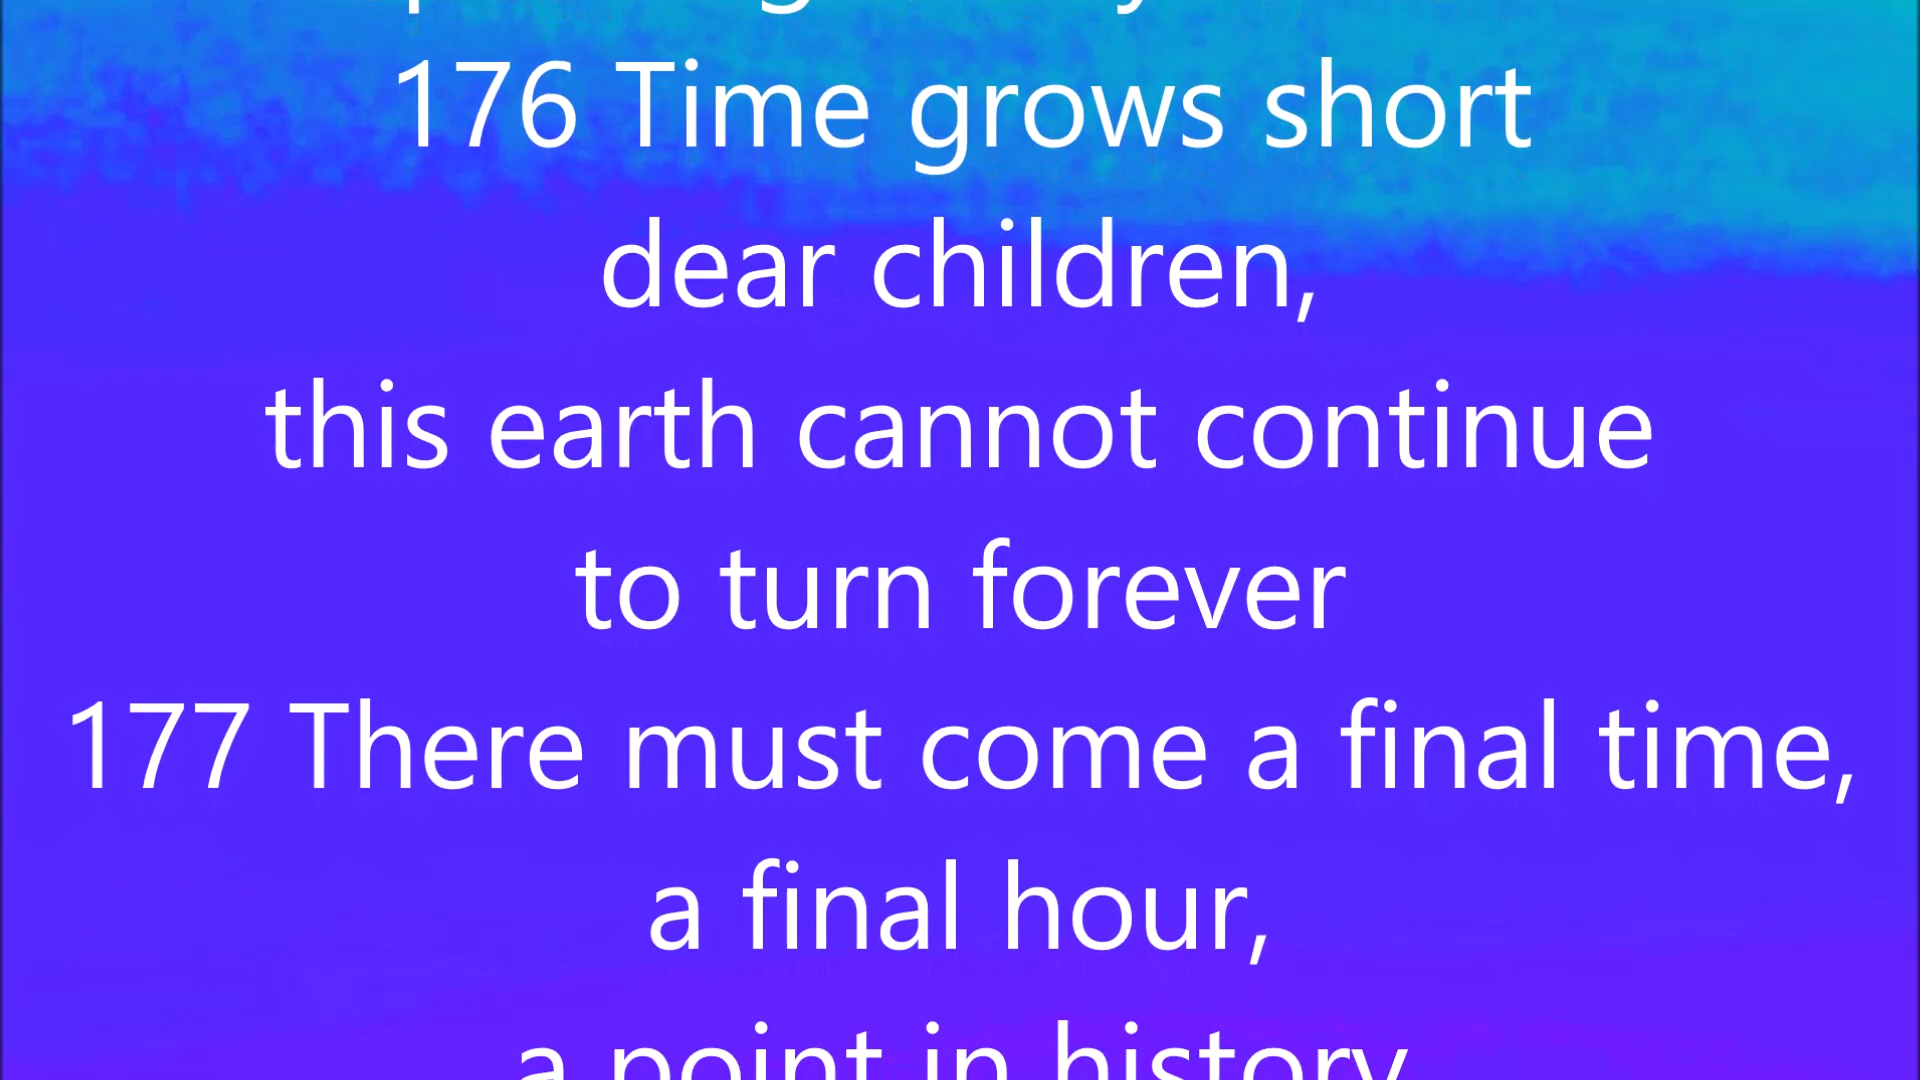 176 Time grows short
dear children,
this earth cannot continue
to turn forever
177 There must come a final time,
a final hour,
a point in history